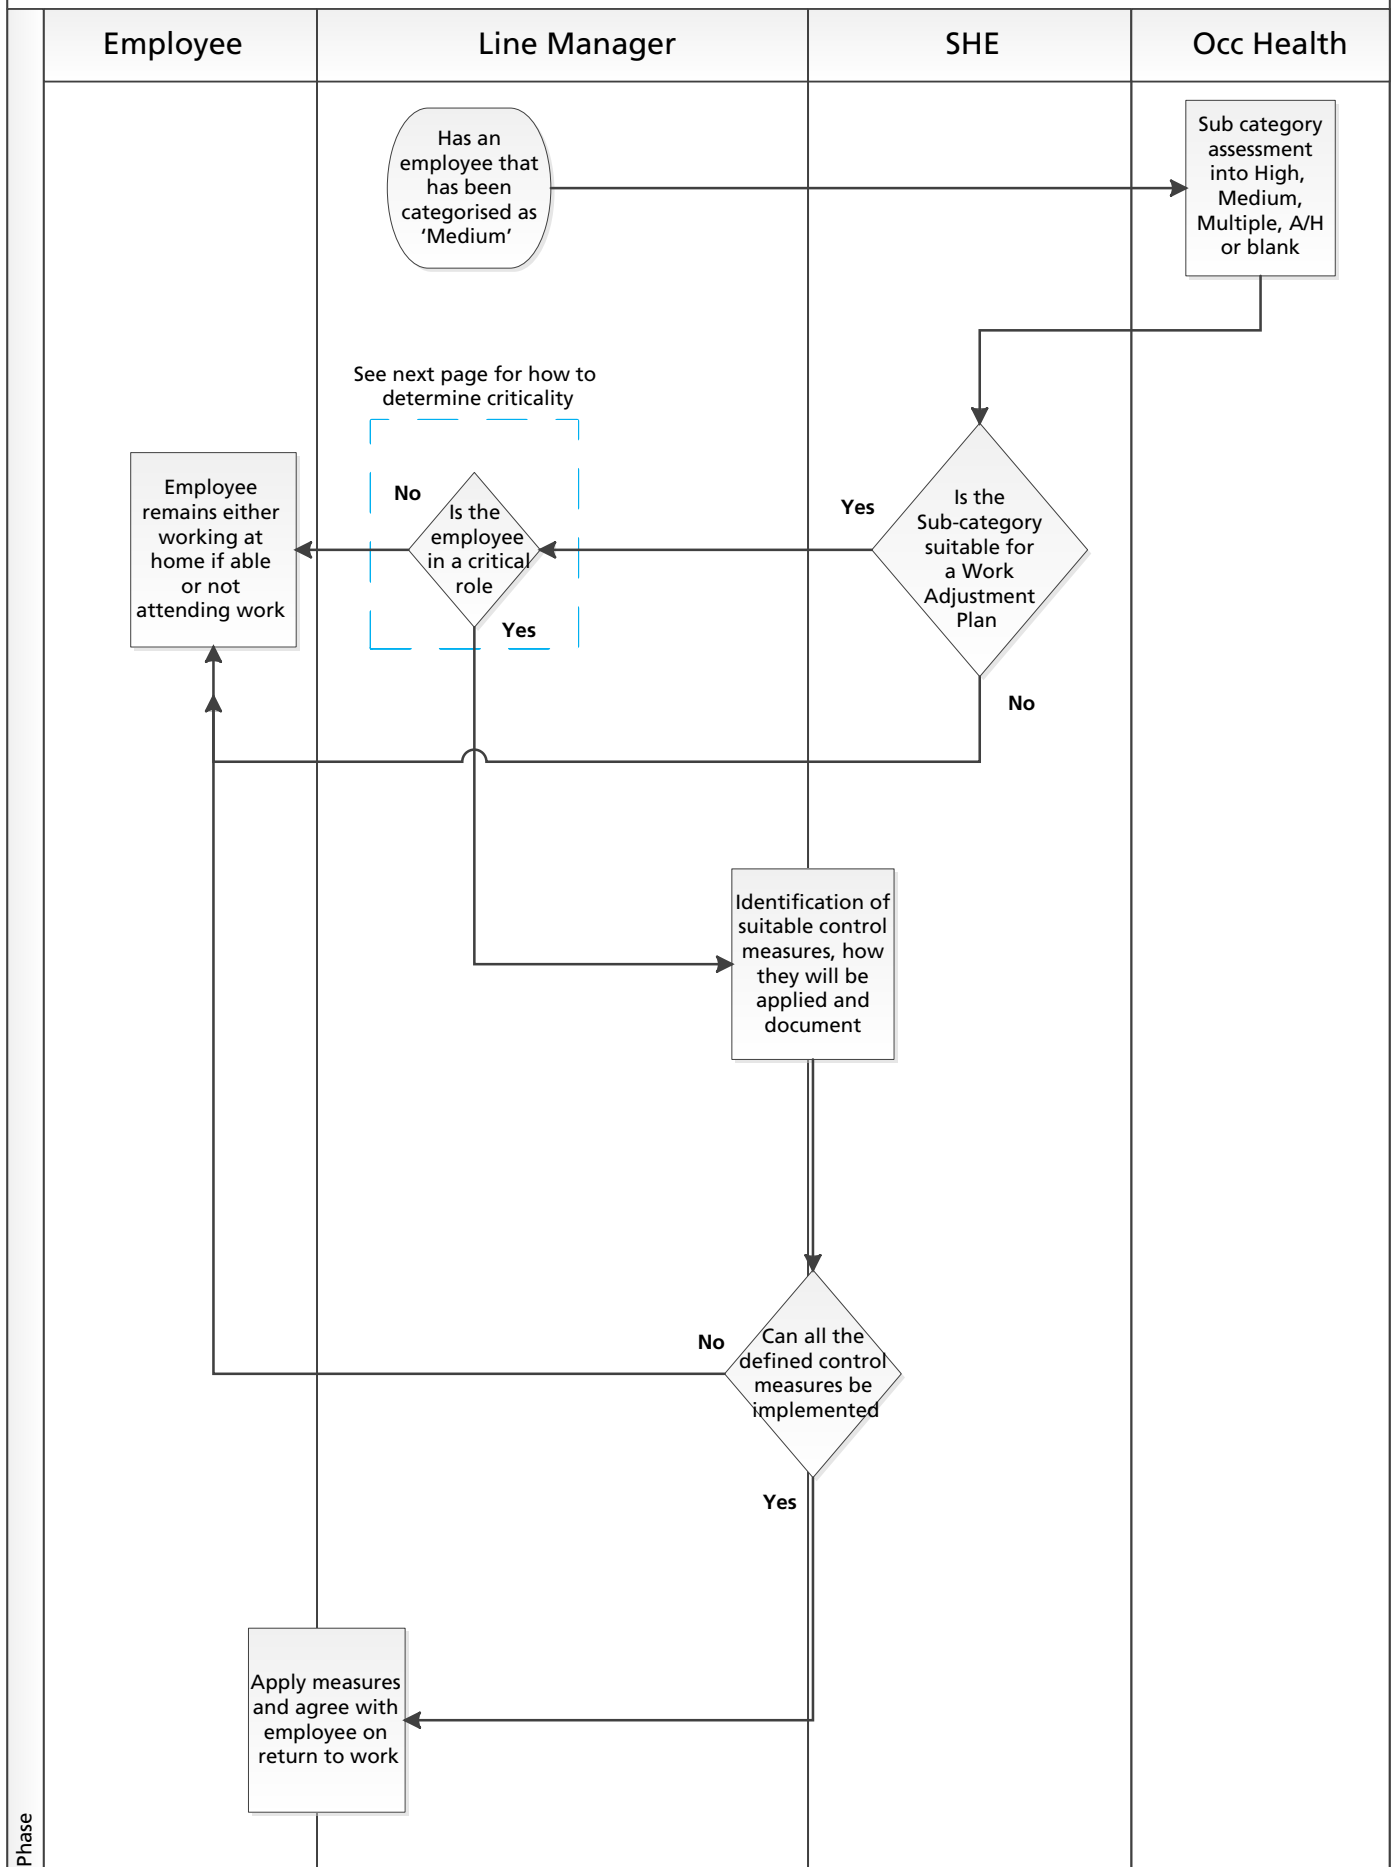 Employee
Line Manager
SHE
Occ Health
Has an
employee that
has been
categorised as
‘Medium’
Sub category
assessment
into High,
Medium,
Multiple, A/H
or blank
See next page for how to
determine criticality
Employee
remains either
working at
home if able
or not
attending work
No
Is the
employee
in a critical
role
Yes
Yes
Is the
Sub-category
suitable for
a Work
Adjustment
Plan
No
Identification of
suitable control
measures, how
they will be
applied and
document
No
Can all the
defined control
measures be
implemented
Yes
Apply measures
and agree with
employee on
return to work
Phase